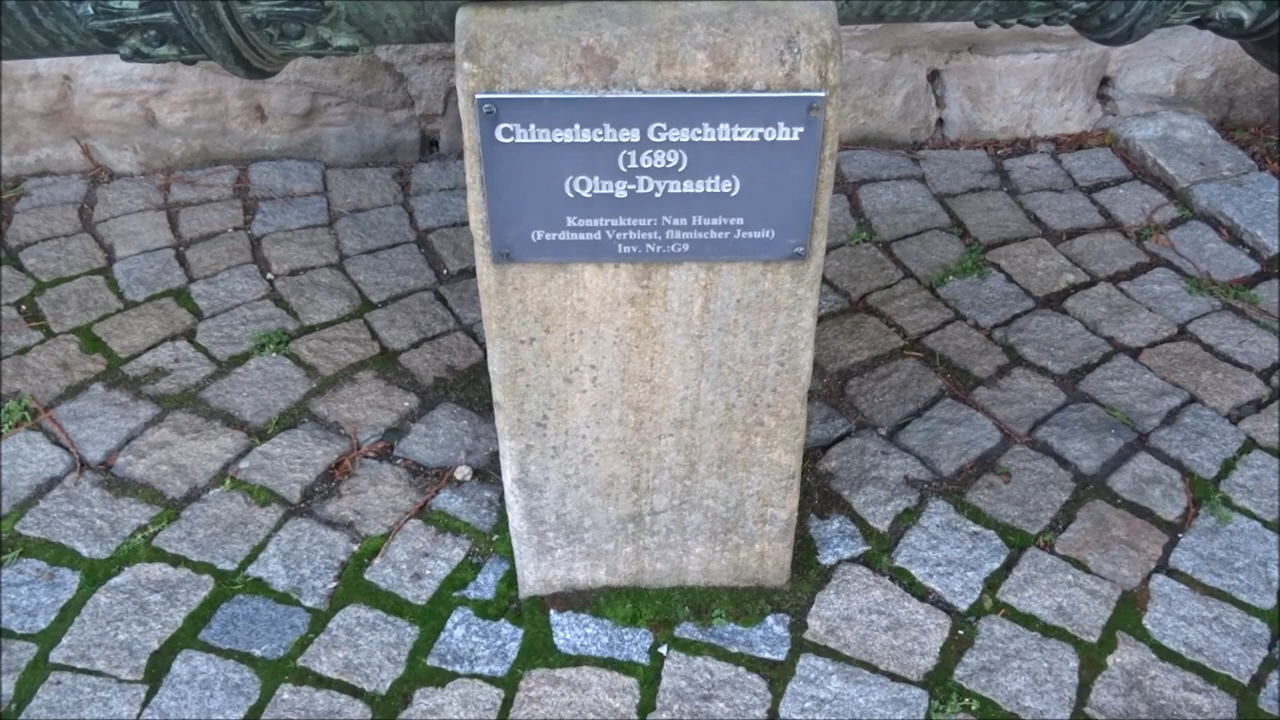 Chinesisches Geschützrohr
(1689)
(Qing-Dynastie)
Konstrukteur: Nan Huaiven
(Ferdinand Verbiest, flämischer Jesuit)
Inv. Nr.:G9